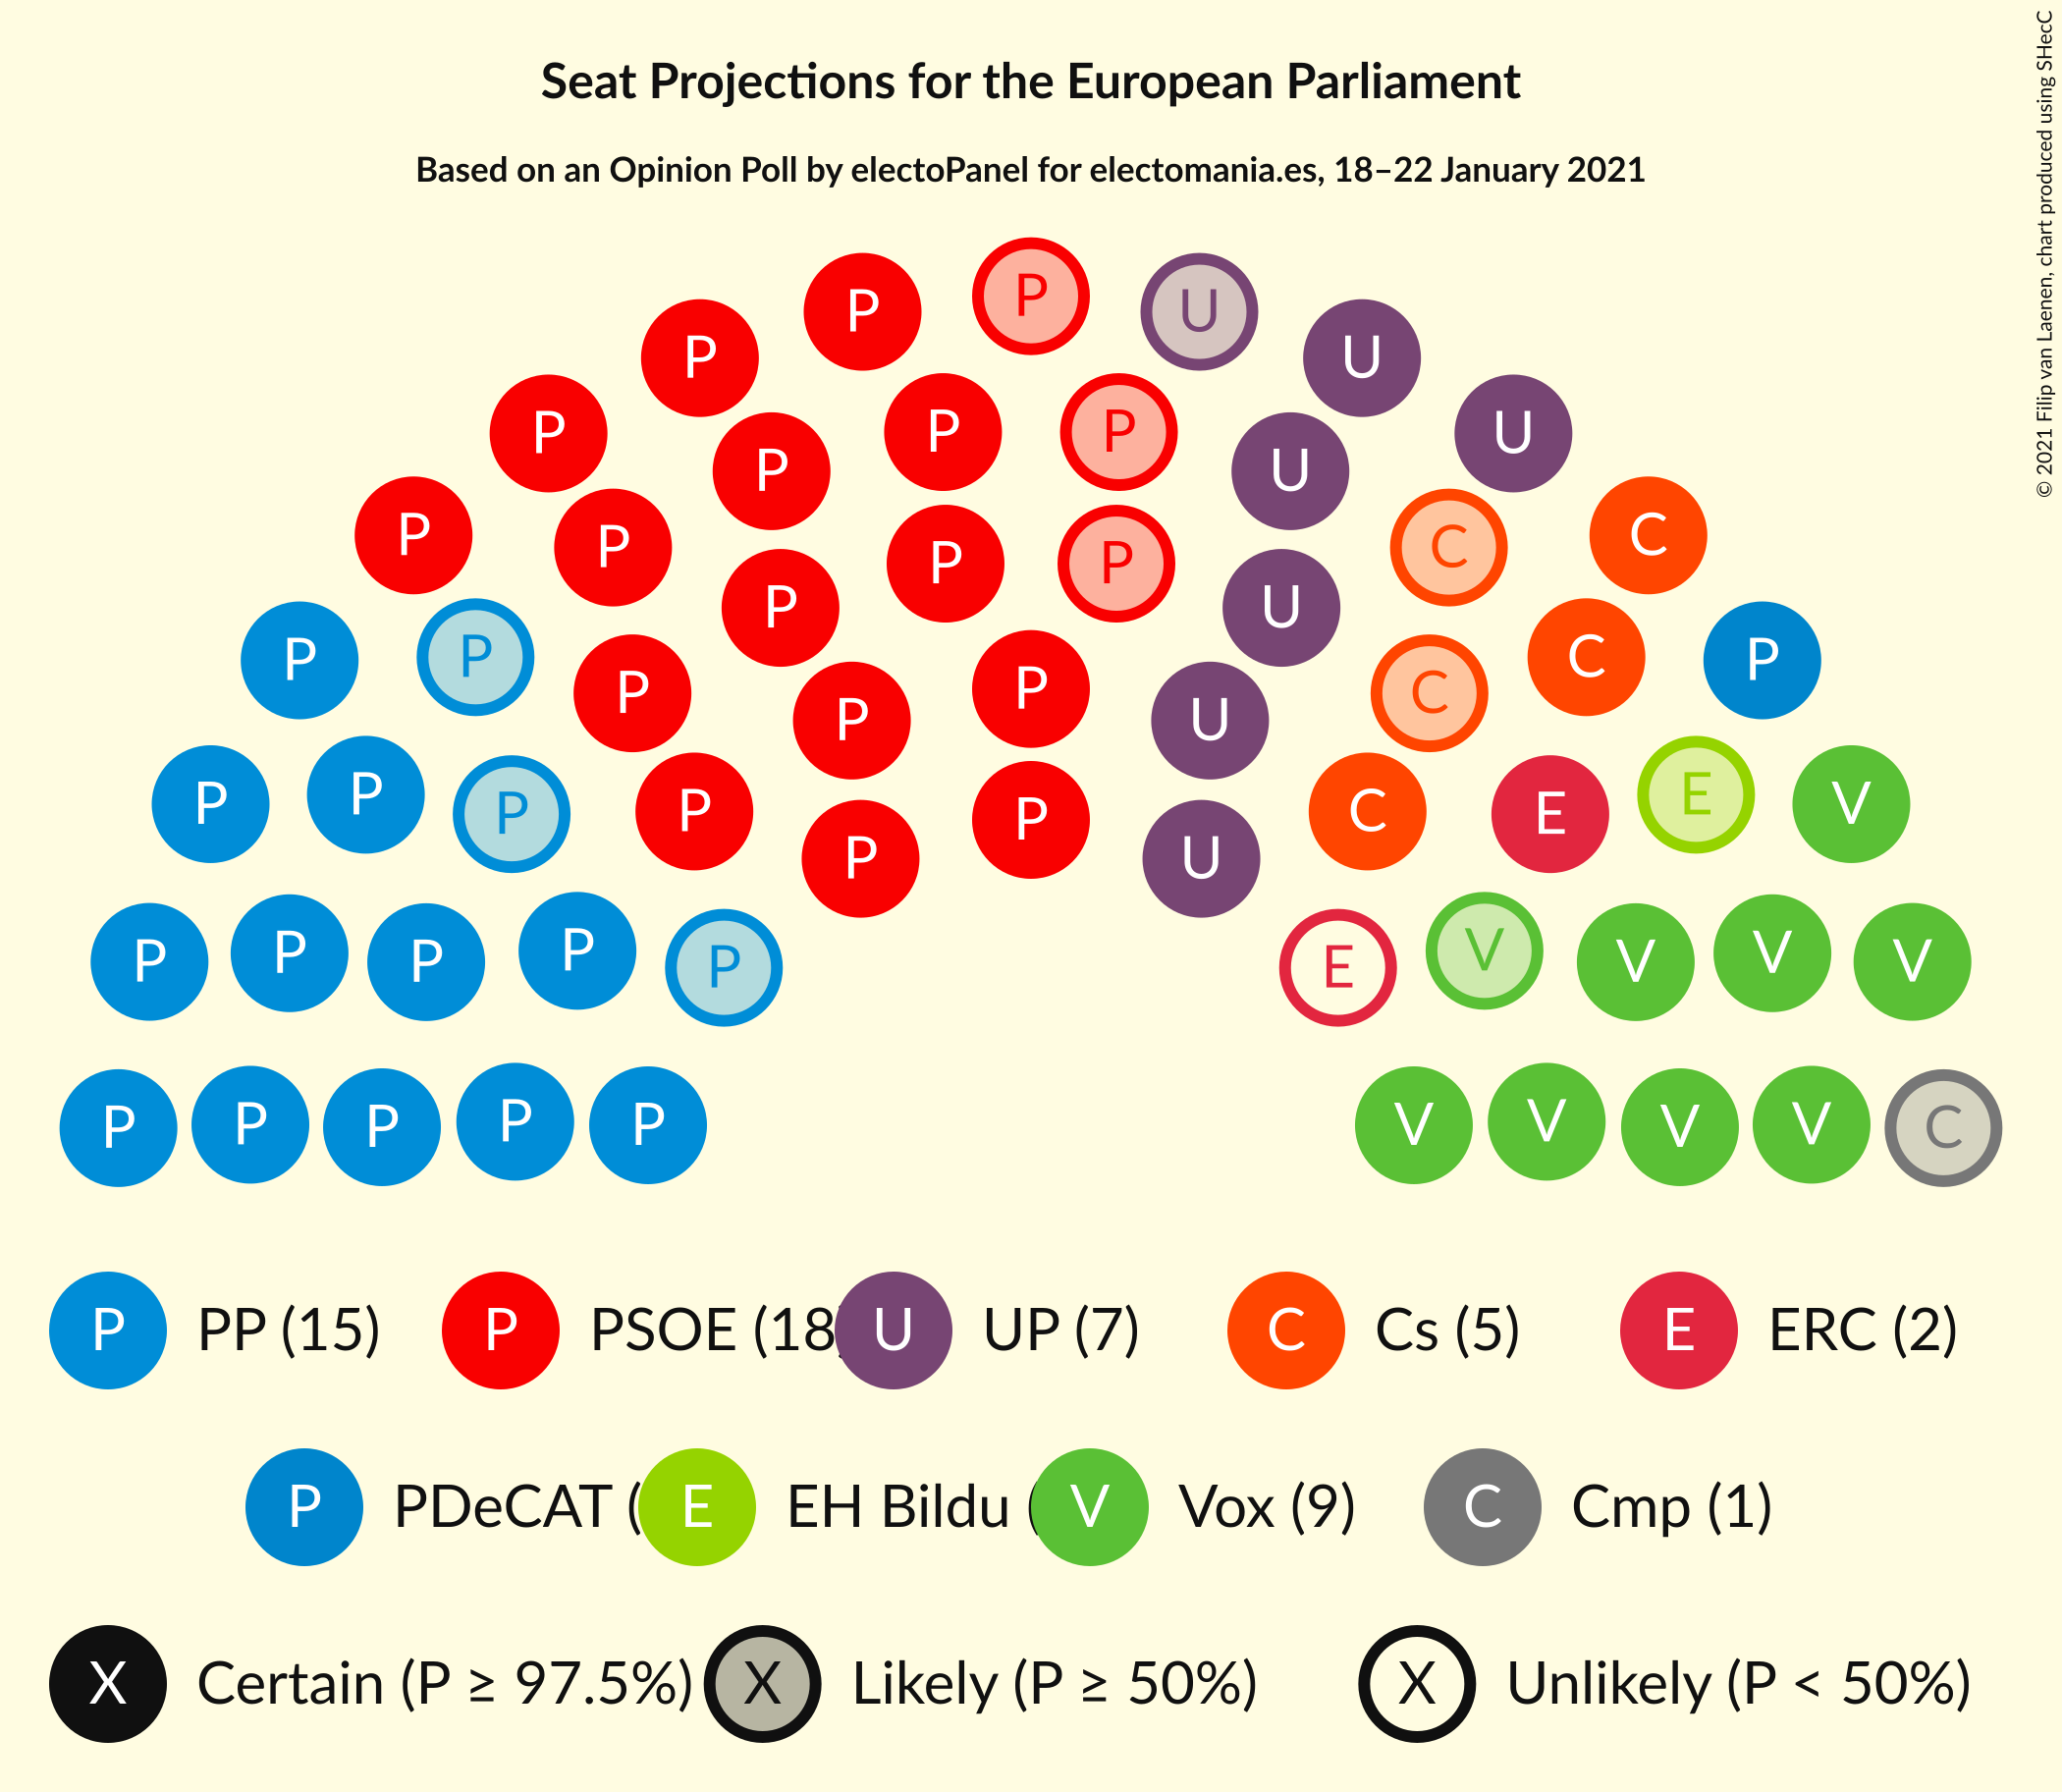 Seat Projections for the European Parliament
Based on an Opinion Poll by electoPanel for electomania.es, 18–22 January 2021
© 2021 Filip van Laenen, chart produced using SHecC
P
P U
P U
P P P U
P U
P C
P C
P P
P U
P P C P
P P C
P U
P P E V
P P P C E
P U
P P P P P E V V V V
P P P P P V V V V C
P PP (15) P PSOE (18 U UP (7) C Cs (5) E ERC (2)
P PDeCAT ( E EH Bildu ( V Vox (9) C Cmp (1)
X Certain (P ≥ 97.5%) X Likely (P ≥ 50%) X Unlikely (P < 50%)